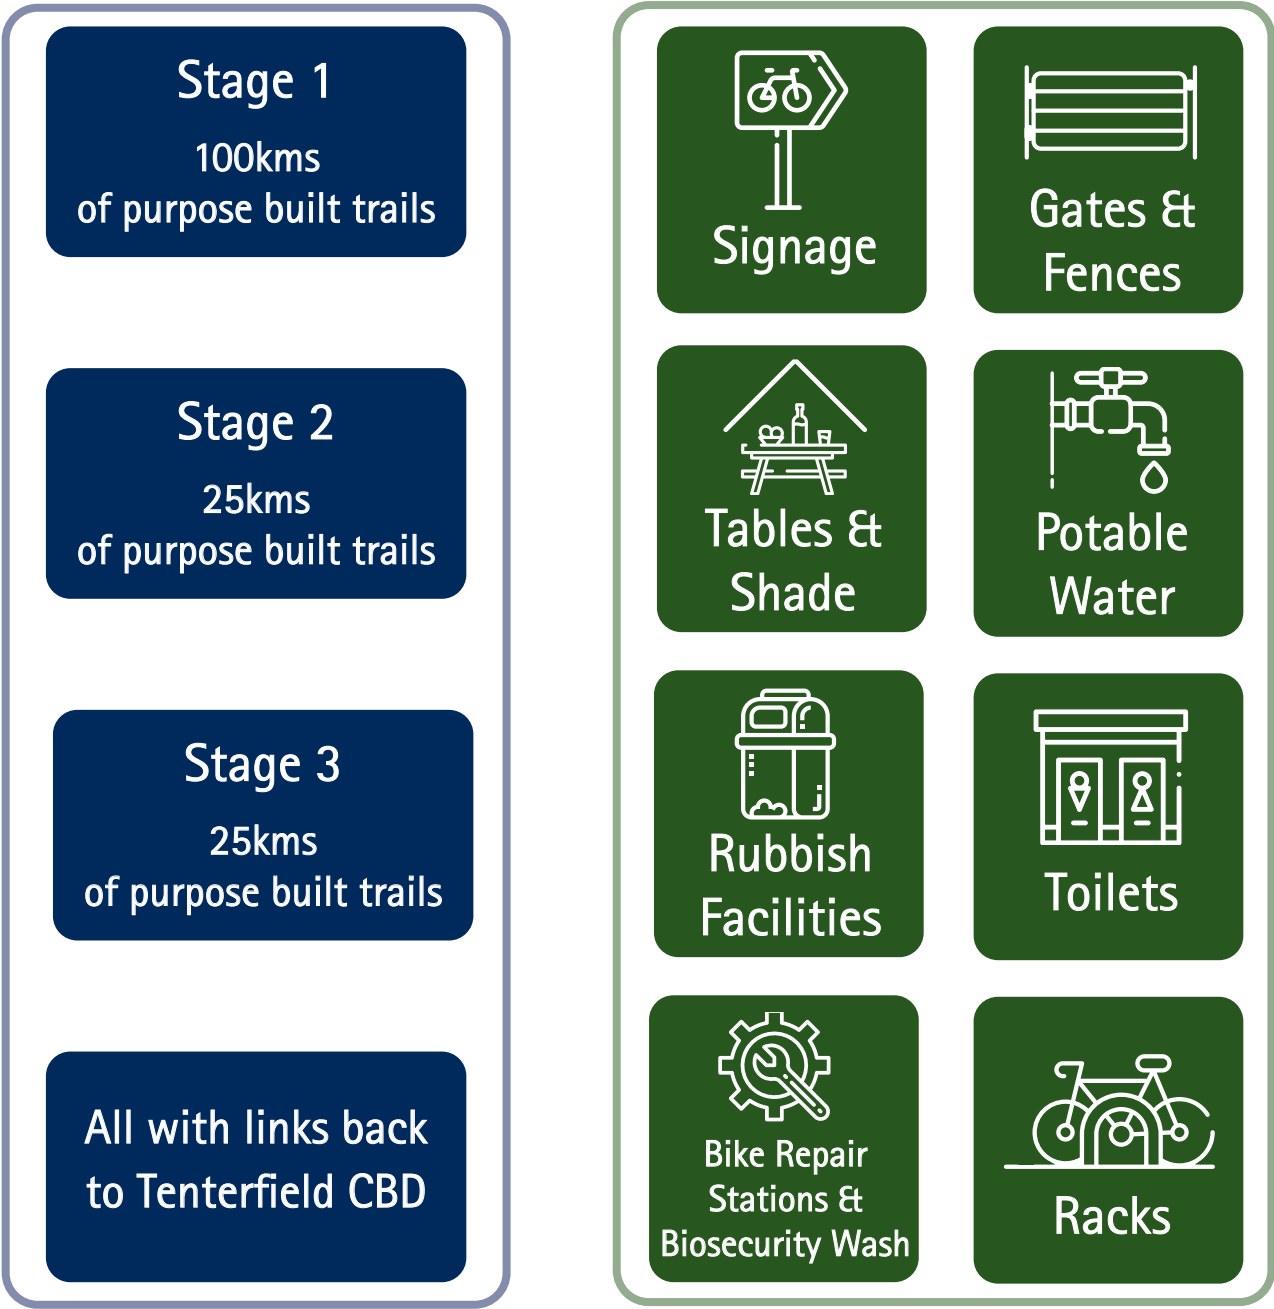 Stage 1
100kms
of purpose built trails
Stage 2
25kms
of purpose built trails
Stage 3
25kms
of purpose built trails
All with links back
to Tenterfield CBD
Signage
Gates &
Fences
Tables &
Shade
Potable
Water
Rubbish
Facilities
Toilets
Bike Repair
Stations &
Biosecurity Wash
Racks